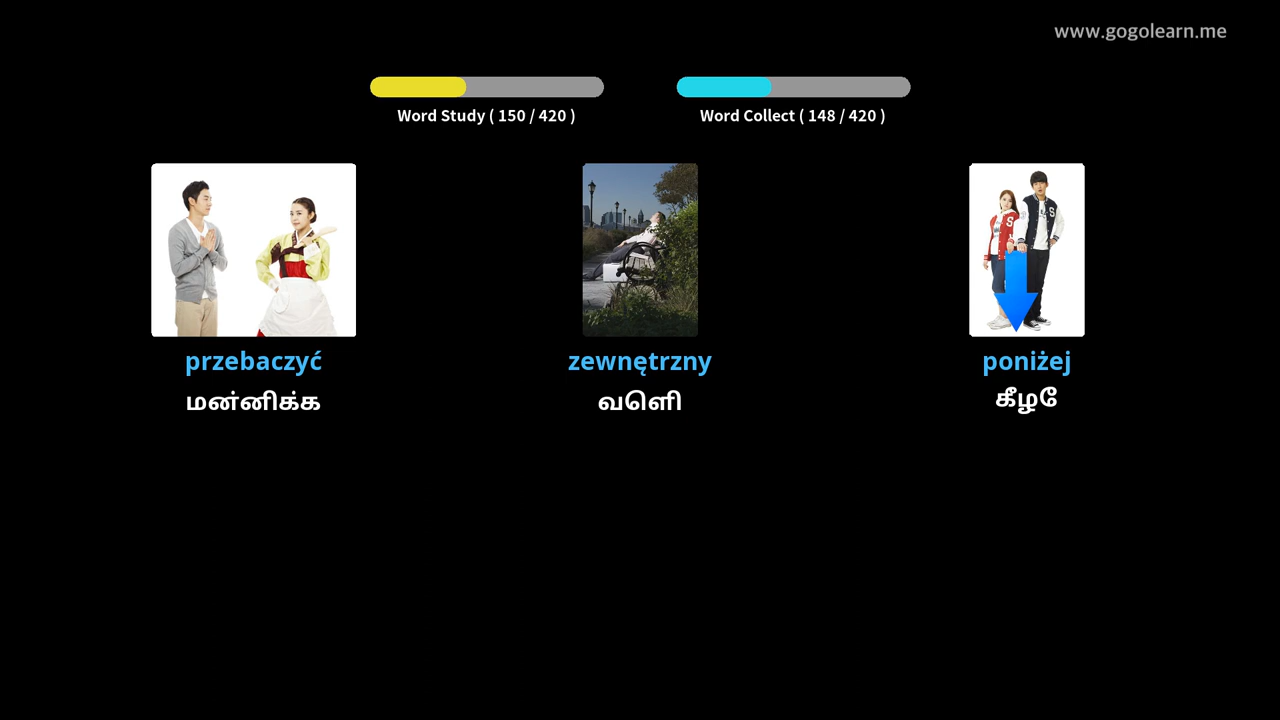 www.gogolearn.me
Word Study ( 150 / 420 )
Word Collect ( 148 / 420 )
przebaczyć
மன்னிக்க
zewnętrzny
வெளி
poniżej
கீழே